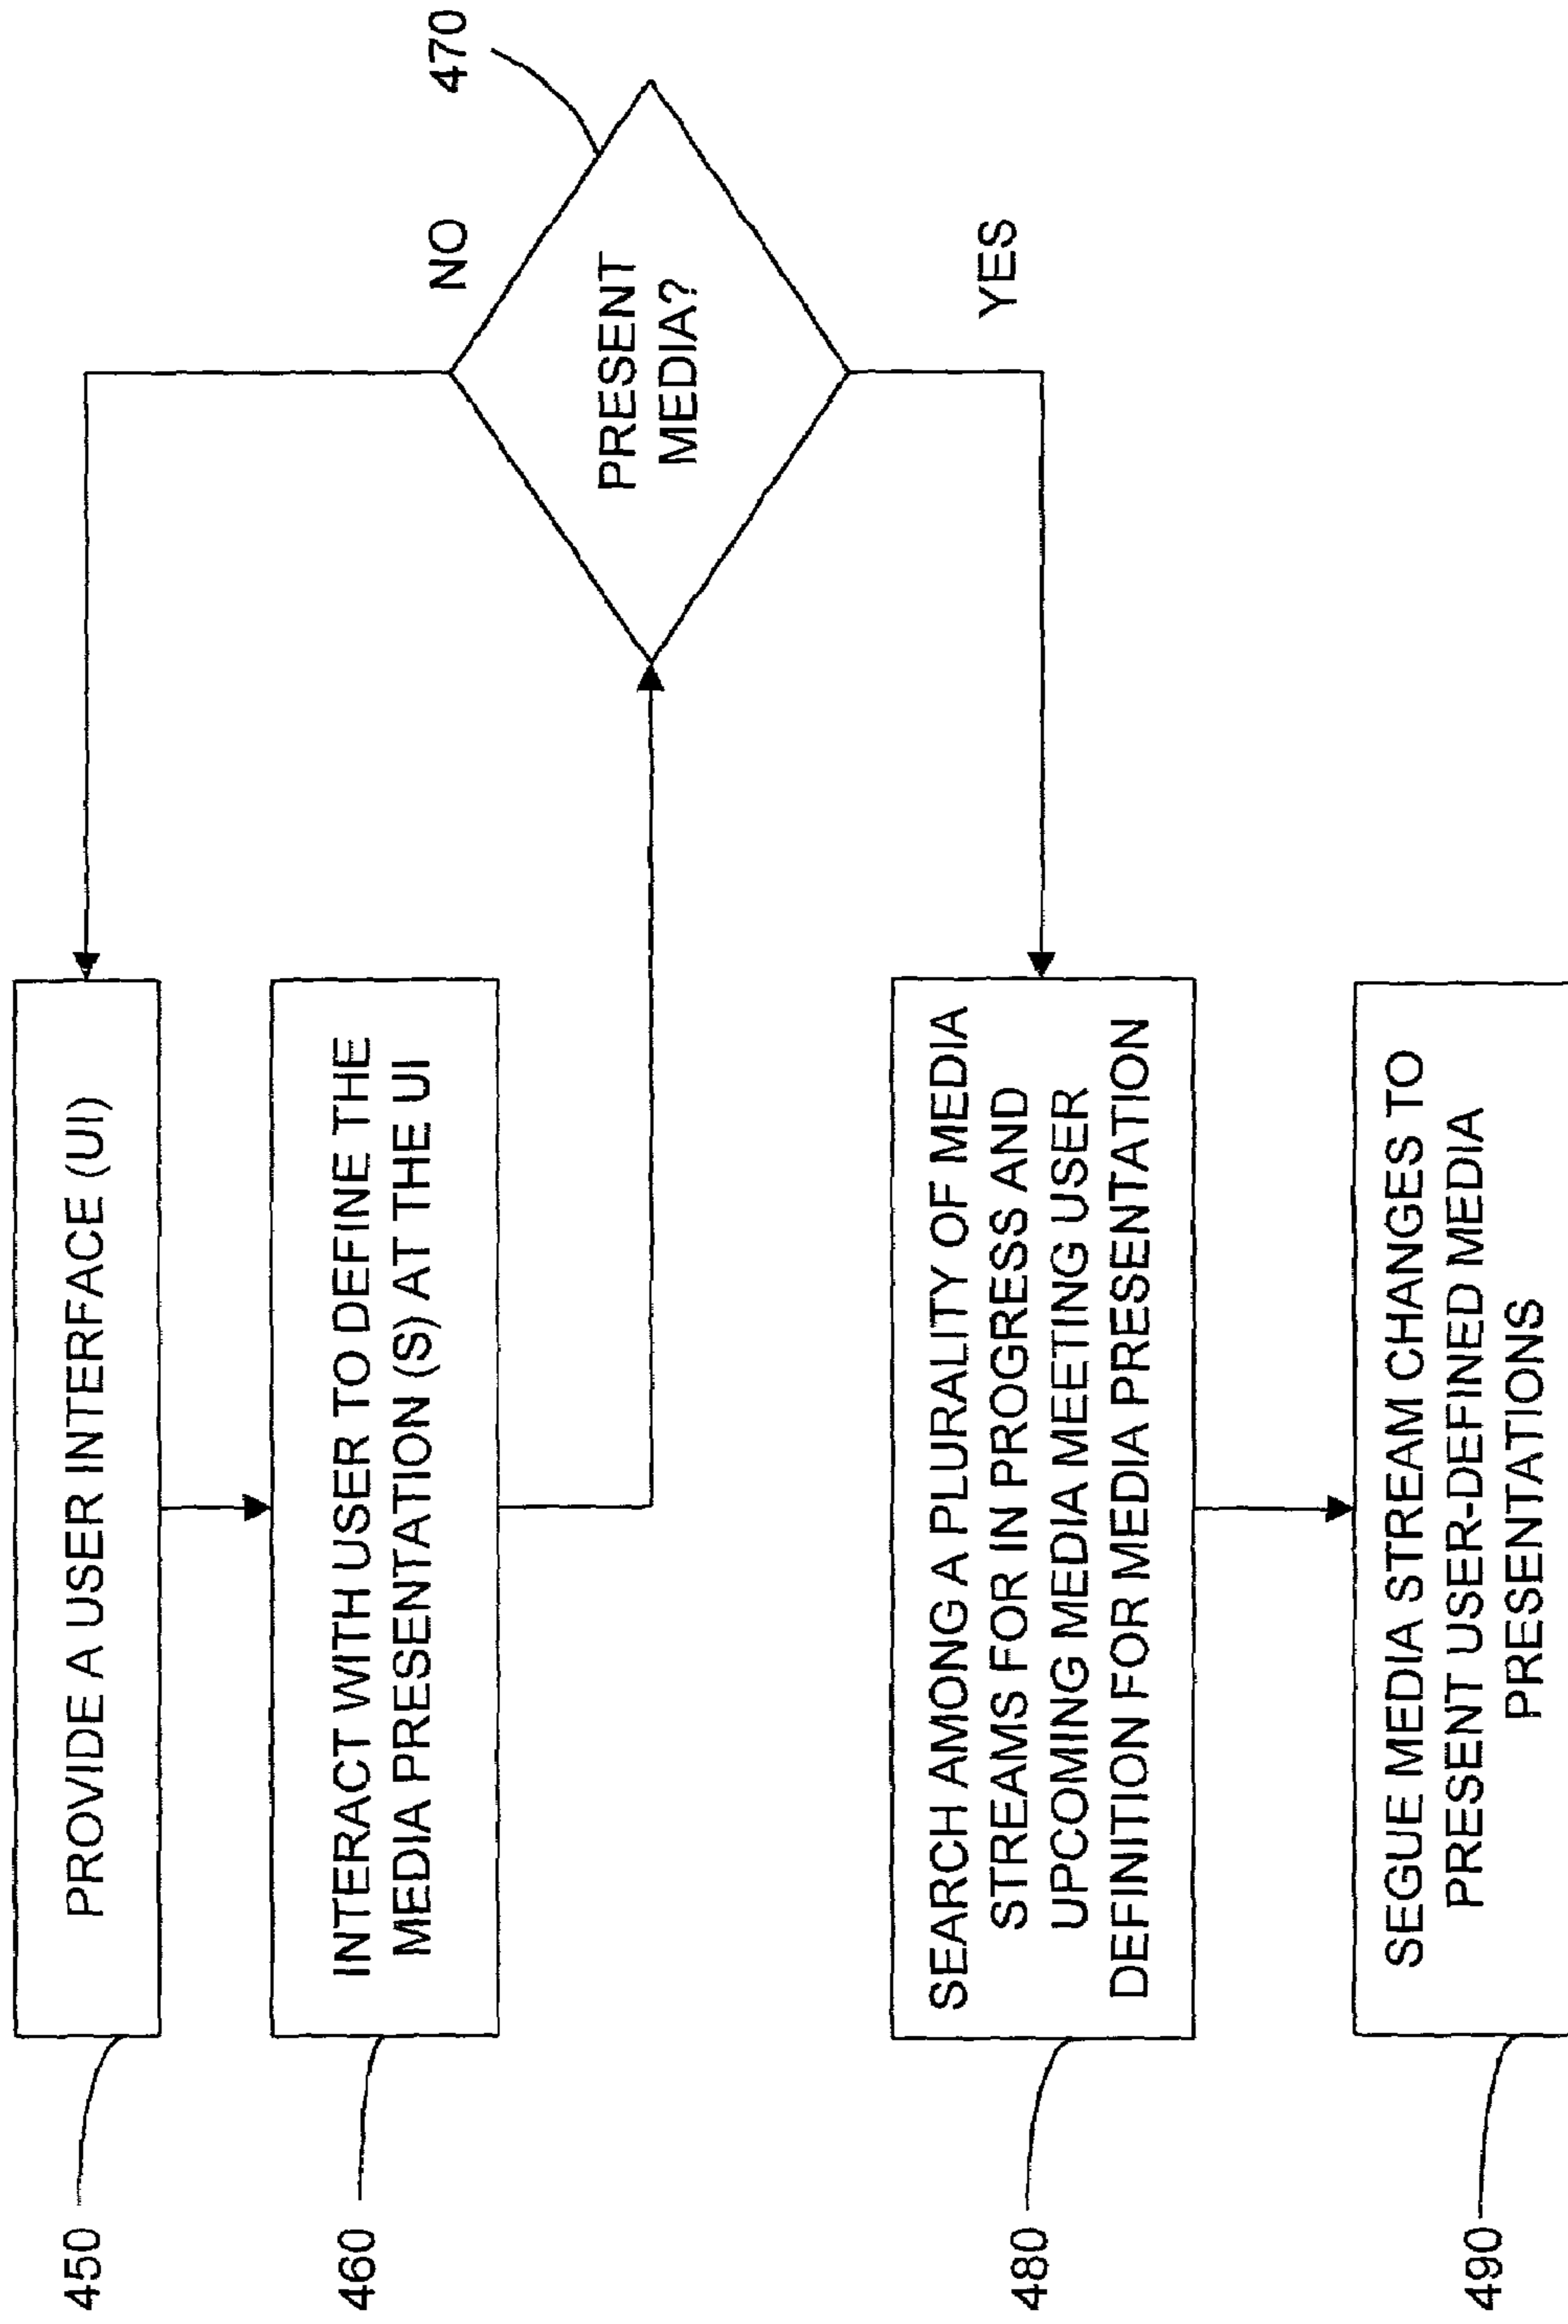 450
PROVIDE A USER INTERFACE (UI)
460
INTERACT WITH USER TO DEFINE THE
MEDIA PRESENTATION (S) AT THE UI
470
NO
PRESENT
MEDIA?
YES
480
SEARCH AMONG A PLURALITY OF MEDIA
STREAMS FOR IN PROGRESS AND
UPCOMING MEDIA MEETING USER
DEFINITION FOR MEDIA PRESENTATION
490
SEGUE MEDIA STREAM CHANGES TO
PRESENT USER-DEFINED MEDIA
PRESENTATIONS